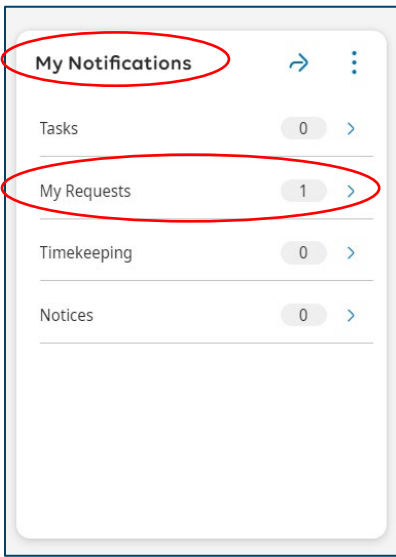 My Notifications
Tasks 0
My Requests 1
Timekeeping 0
Notices 0